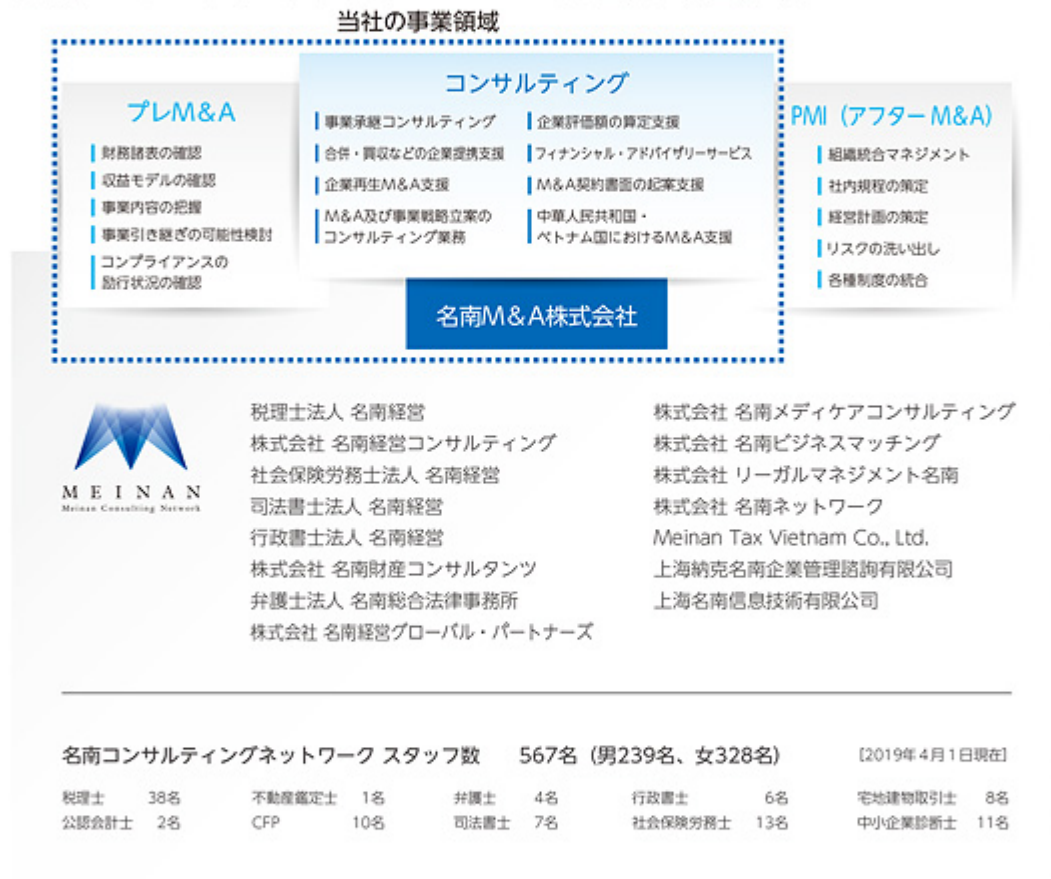 当社の事業領域
プレM&A
財務諸表の確認
収益モデルの確認
事業内容の把握
事業引き継ぎの可能性検討
コンプライアンスの
励行状況の確認
コンサルティング
事業承継コンサルティング
合併・買収などの企業提携支援
企業再生M&A支援
M&A及び事業戦略立案の
コンサルティング業務
企業評価額の算定支援
フィナンシャル・アドバイザリーサービス
M&A契約書面の起案支援
中華人民共和国・
ベトナム国におけるM&A支援
PMI（アフターM&A）
組織統合マネジメント
社内規程の策定
経営計画の策定
リスクの洗い出し
各種制度の統合
名南M&A株式会社
MEINAN
Meinan Consulting Network
税理士法人 名南経営
株式会社 名南経営コンサルティング
社会保険労務士法人 名南経営
司法書士法人 名南経営
行政書士法人 名南経営
株式会社 名南財産コンサルタンツ
弁護士法人 名南総合法律事務所
株式会社 名南経営グローバル・パートナーズ
株式会社 名南メディケアコンサルティング
株式会社 名南ビジネスマッチング
株式会社 リーガルマネジメント名南
株式会社 名南ネットワーク
Meinan Tax Vietnam Co., Ltd.
上海納克名南企業管理諮詢有限公司
上海名南信息技術有限公司
名南コンサルティングネットワーク スタッフ数 567名（男239名、女328名） [2019年4月1日現在]
税理士 38名 不動産鑑定士 1名 弁護士 4名 行政書士 6名 宅地建物取引士 8名
公認会計士 2名 CFP 10名 司法書士 7名 社会保険労務士 13名 中小企業診断士 11名